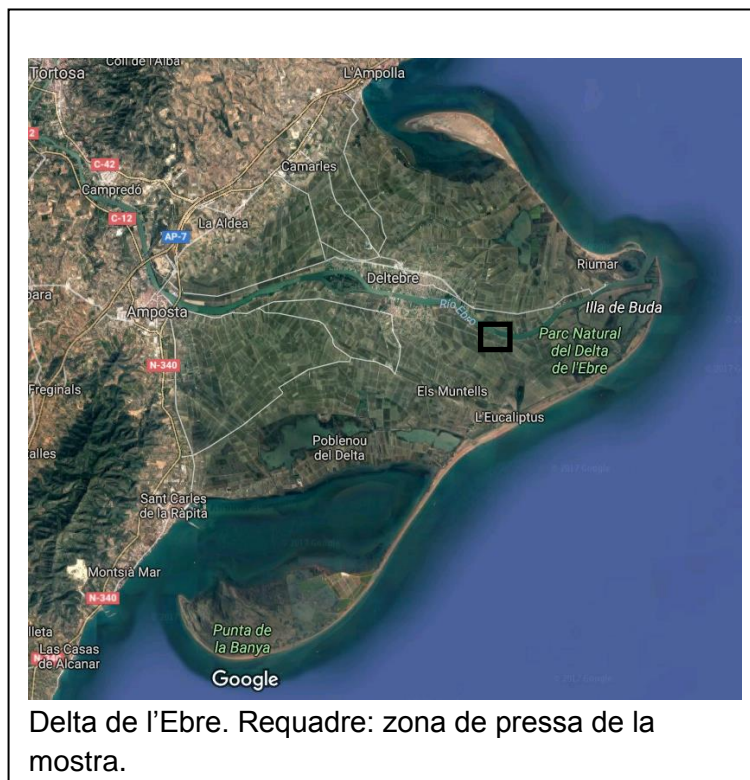 Coll de l'Alba
Tortosa
L'Ampolla
C-42
Camarles
Campredó
C-12
La Aldea
AP-7
Deltebre
Riumar
Río Ebro
Illa de Buda
Amposta
Parc Natural
del Delta
de l'Ebre
N-340
Freginals
Els Muntells
L'Eucaliptus
Poblenou
del Delta
Sant Carles
de la Ràpita
Montsià Mar
N-340
Punta de
la Banya
Las Casas
de Alcanar
Google
Delta de l'Ebre. Requadre: zona de pressa de la
mostra.